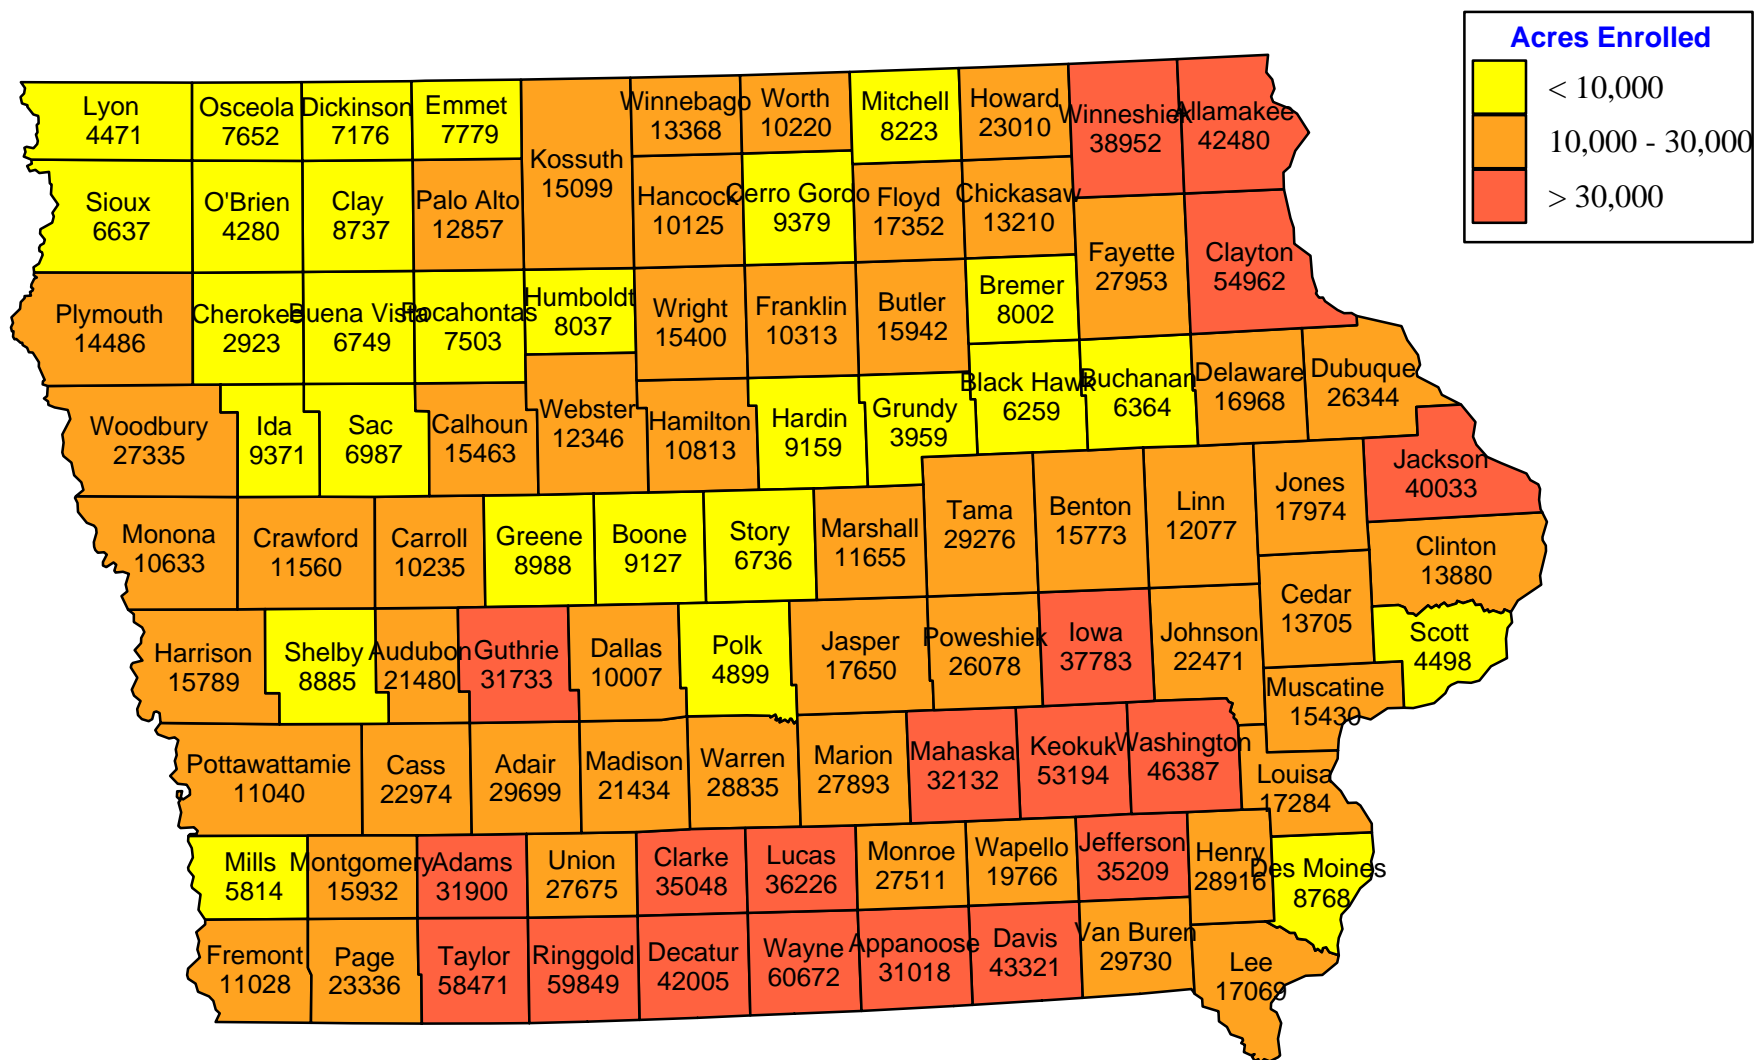 Acres Enrolled
< 10,000
10,000 - 30,000
> 30,000
Lyon
4471
Osceola
7652
Dickinson
7176
Emmet
7779
Kossuth
15099
Winnebago
13368
Worth
10220
Mitchell
8223
Howard
23010
Winneshiek
38952
Allamakee
42480
Sioux
6637
O'Brien
4280
Clay
8737
Palo Alto
12857
Hancock
10125
Cerro Gordo
9379
Floyd
17352
Chickasaw
13210
Fayette
27953
Clayton
54962
Plymouth
14486
Cherokee
2923
Buena Vista
6749
Pocahontas
7503
Humboldt
8037
Wright
15400
Franklin
10313
Butler
15942
Bremer
8002
Woodbury
27335
Ida
9371
Sac
6987
Calhoun
15463
Webster
12346
Hamilton
10813
Hardin
9159
Grundy
3959
Black Hawk
6259
Buchanan
6364
Delaware
16968
Dubuque
26344
Monona
10633
Crawford
11560
Carroll
10235
Greene
8988
Boone
9127
Story
6736
Marshall
11655
Tama
29276
Benton
15773
Linn
12077
Jones
17974
Jackson
40033
Clinton
13880
Cedar
13705
Harrison
15789
Shelby
8885
Audubon
21480
Guthrie
31733
Dallas
10007
Polk
4899
Jasper
17650
Poweshiek
26078
Iowa
37783
Johnson
22471
Scott
4498
Muscatine
15430
Pottawattamie
11040
Cass
22974
Adair
29699
Madison
21434
Warren
28835
Marion
27893
Mahaska
32132
Keokuk
53194
Washington
46387
Louisa
17284
Mills
5814
Montgomery
15932
Adams
31900
Union
27675
Clarke
35048
Lucas
36226
Monroe
27511
Wapello
19766
Jefferson
35209
Henry
28916
Des Moines
8768
Fremont
11028
Page
23336
Taylor
58471
Ringgold
59849
Decatur
42005
Wayne
60672
Appanoose
31018
Davis
43321
Van Buren
29730
Lee
17069